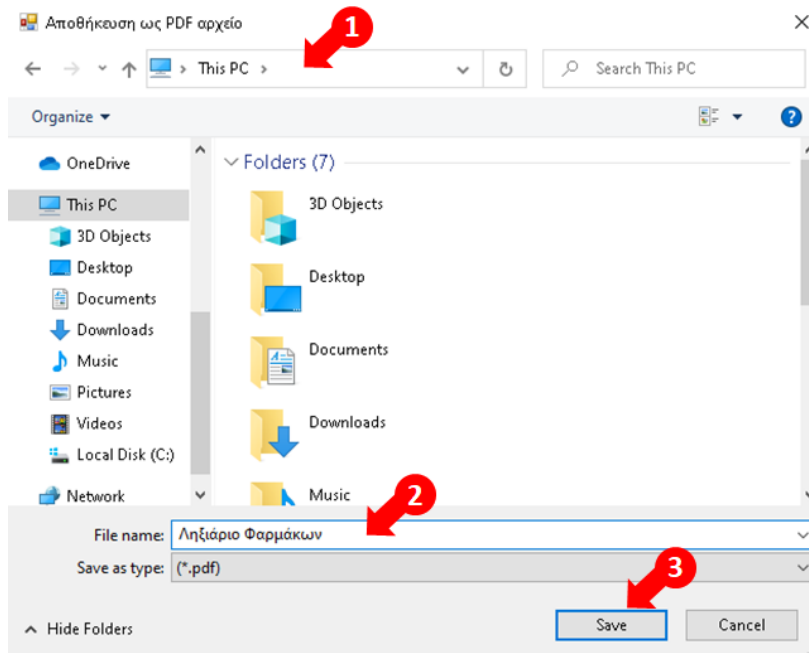 Αποθήκευση ως PDF αρχείο
1
This PC
Search This PC
Organize
?
OneDrive
This PC
3D Objects
Desktop
Documents
Downloads
Music
Pictures
Videos
Local Disk (C:)
Network
Folders (7)
3D Objects
Desktop
Documents
Downloads
Music
2
File name: Ληξιάριο Φαρμάκων
Save as type: (*.pdf)
3
Hide Folders
Save
Cancel